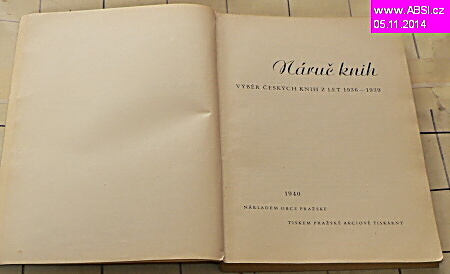 www.ABSi.cz
05.11.2014
Náruč knih
VÝBĚR ČESKÝCH KNIH Z LET 1936 – 1939
1940
NÁKLADEM OBCE PRAŽSKÉ
TISKEM PRAŽSKÉ AKCIOVÉ TISKÁRNY